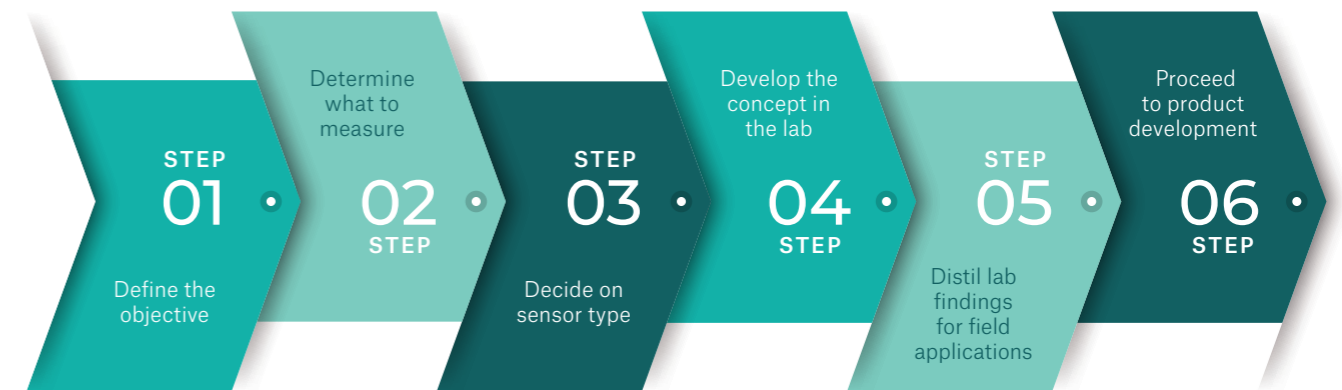 STEP
01
Define the
objective
Determine
what to
measure
02
STEP
STEP
03
Decide on
sensor type
Develop the
concept in
the lab
04
STEP
STEP
05
Distil lab
findings
for field
applications
Proceed
to product
development
06
STEP